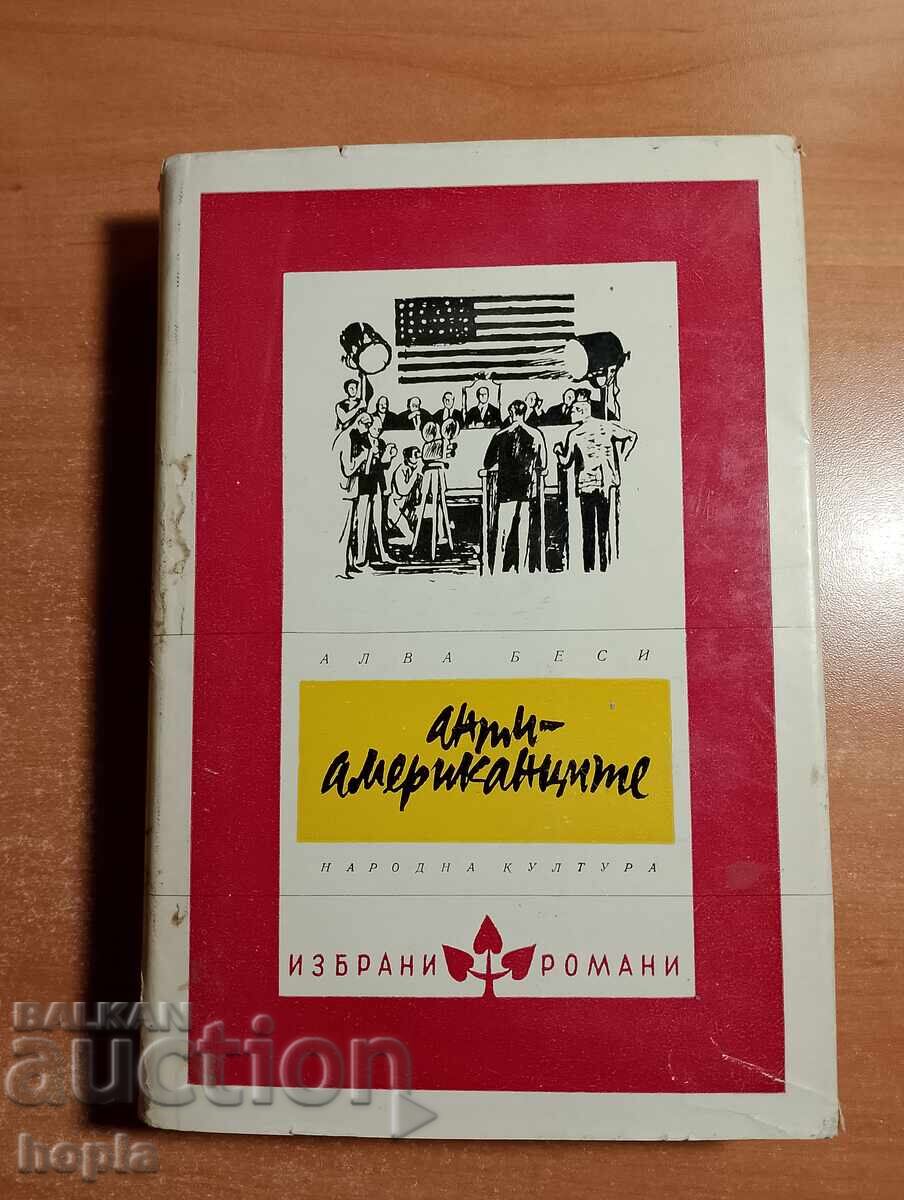 АЛВА БЕСИ
анти-
американците
НАРОДНА КУЛТУРА
ИЗБРАНИ РОМАНИ
BALKAN
auction
hopla